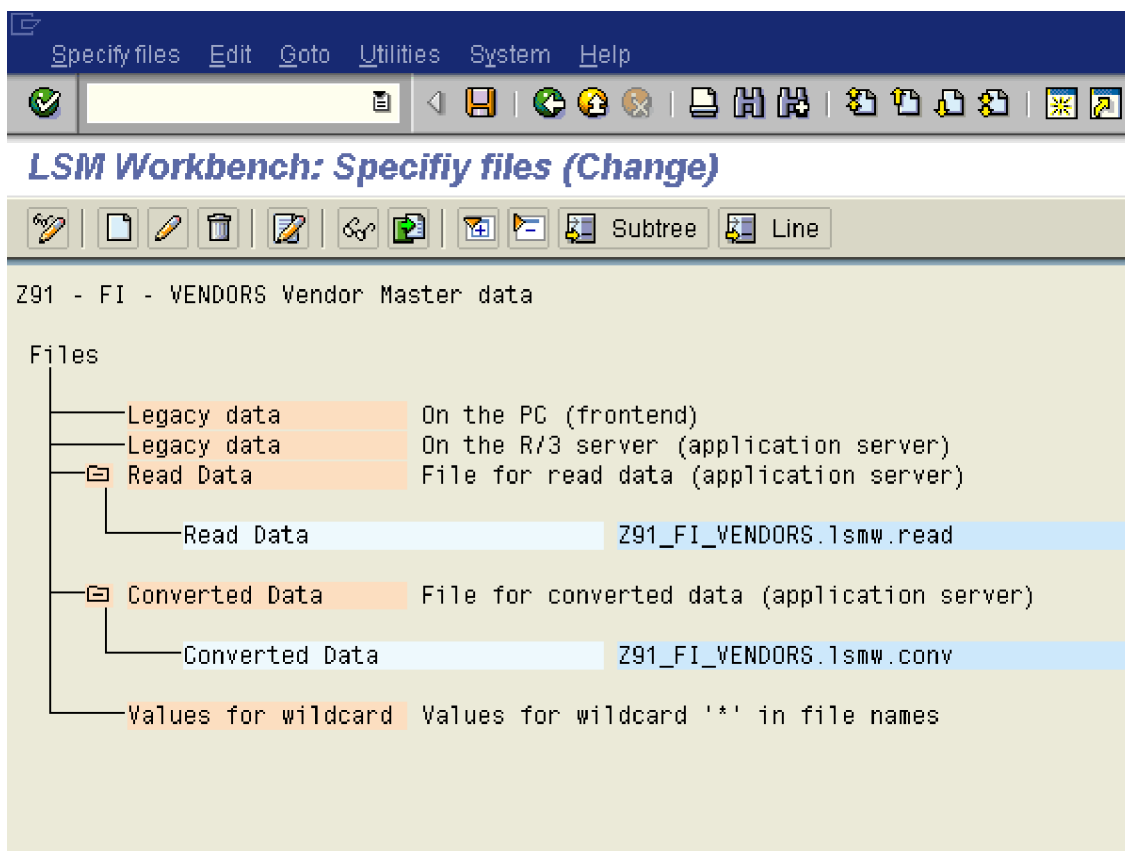 Specify files Edit Goto Utilities System Help
LSM Workbench: Specifiy files (Change)
Subtree Line
Z91 - FI - VENDORS Vendor Master data
Files
Legacy data On the PC (frontend)
Legacy data On the R/3 server (application server)
Read Data File for read data (application server)
Read Data Z91_FI_VENDORS.lsmw.read
Converted Data File for converted data (application server)
Converted Data Z91_FI_VENDORS.lsmw.conv
Values for wildcard Values for wildcard '*' in file names